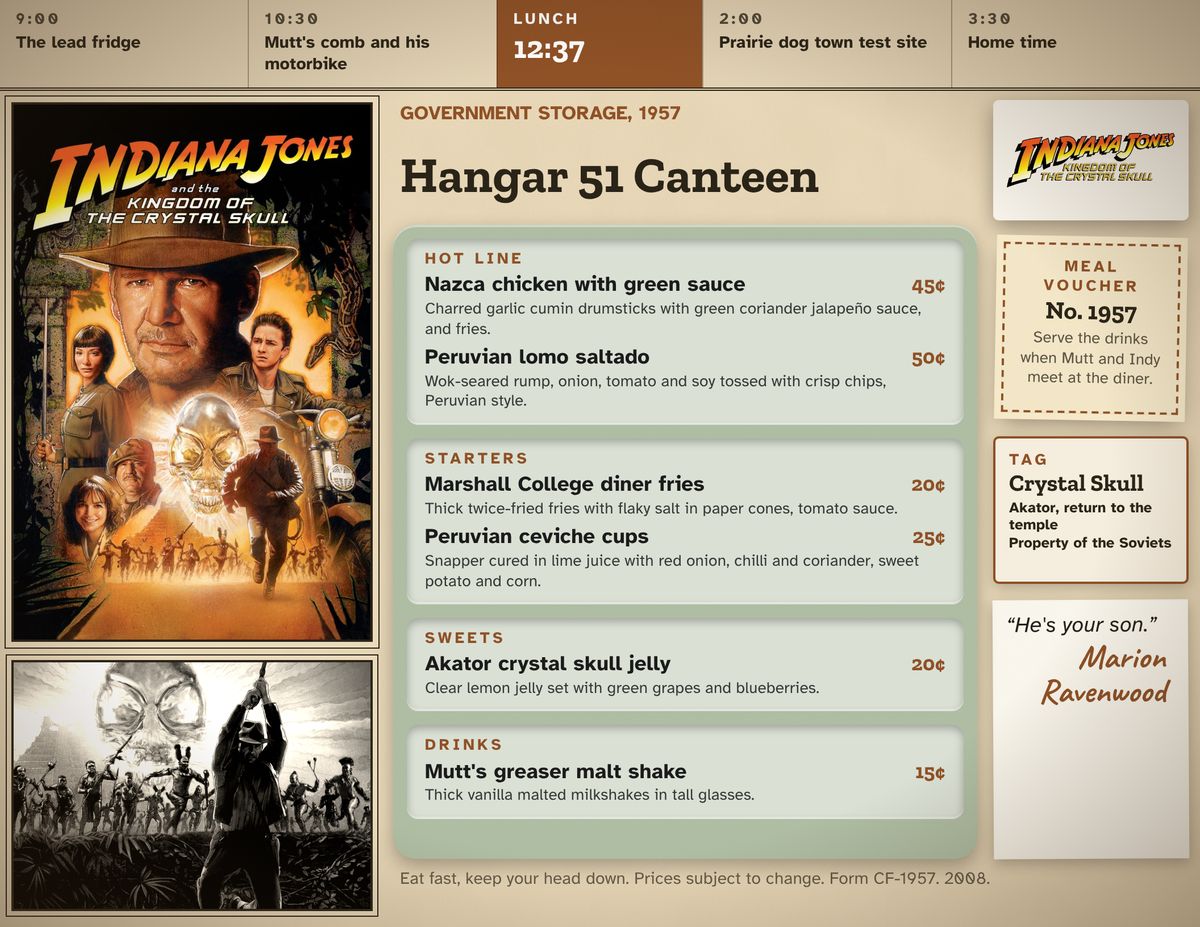 9:00
The lead fridge
10:30
Mutt's comb and his
motorbike
LUNCH
12:37
2:00
Prairie dog town test site
3:30
Home time
INDIANA JONES
and the
KINGDOM OF
THE CRYSTAL SKULL
GOVERNMENT STORAGE, 1957
Hangar 51 Canteen
HOT LINE
Nazca chicken with green sauce 45¢
Charred garlic cumin drumsticks with green coriander jalapeño sauce,
and fries.
Peruvian lomo saltado 50¢
Wok-seared rump, onion, tomato and soy tossed with crisp chips,
Peruvian style.
STARTERS
Marshall College diner fries 20¢
Thick twice-fried fries with flaky salt in paper cones, tomato sauce.
Peruvian ceviche cups 25¢
Snapper cured in lime juice with red onion, chilli and coriander, sweet
potato and corn.
SWEETS
Akator crystal skull jelly 20¢
Clear lemon jelly set with green grapes and blueberries.
DRINKS
Mutt's greaser malt shake 15¢
Thick vanilla malted milkshakes in tall glasses.
Eat fast, keep your head down. Prices subject to change. Form CF-1957. 2008.
INDIANA JONES
KINGDOM OF
THE CRYSTAL SKULL
MEAL
VOUCHER
No. 1957
Serve the drinks
when Mutt and Indy
meet at the diner.
TAG
Crystal Skull
Akator, return to the
temple
Property of the Soviets
“He's your son.”
Marion
Ravenwood